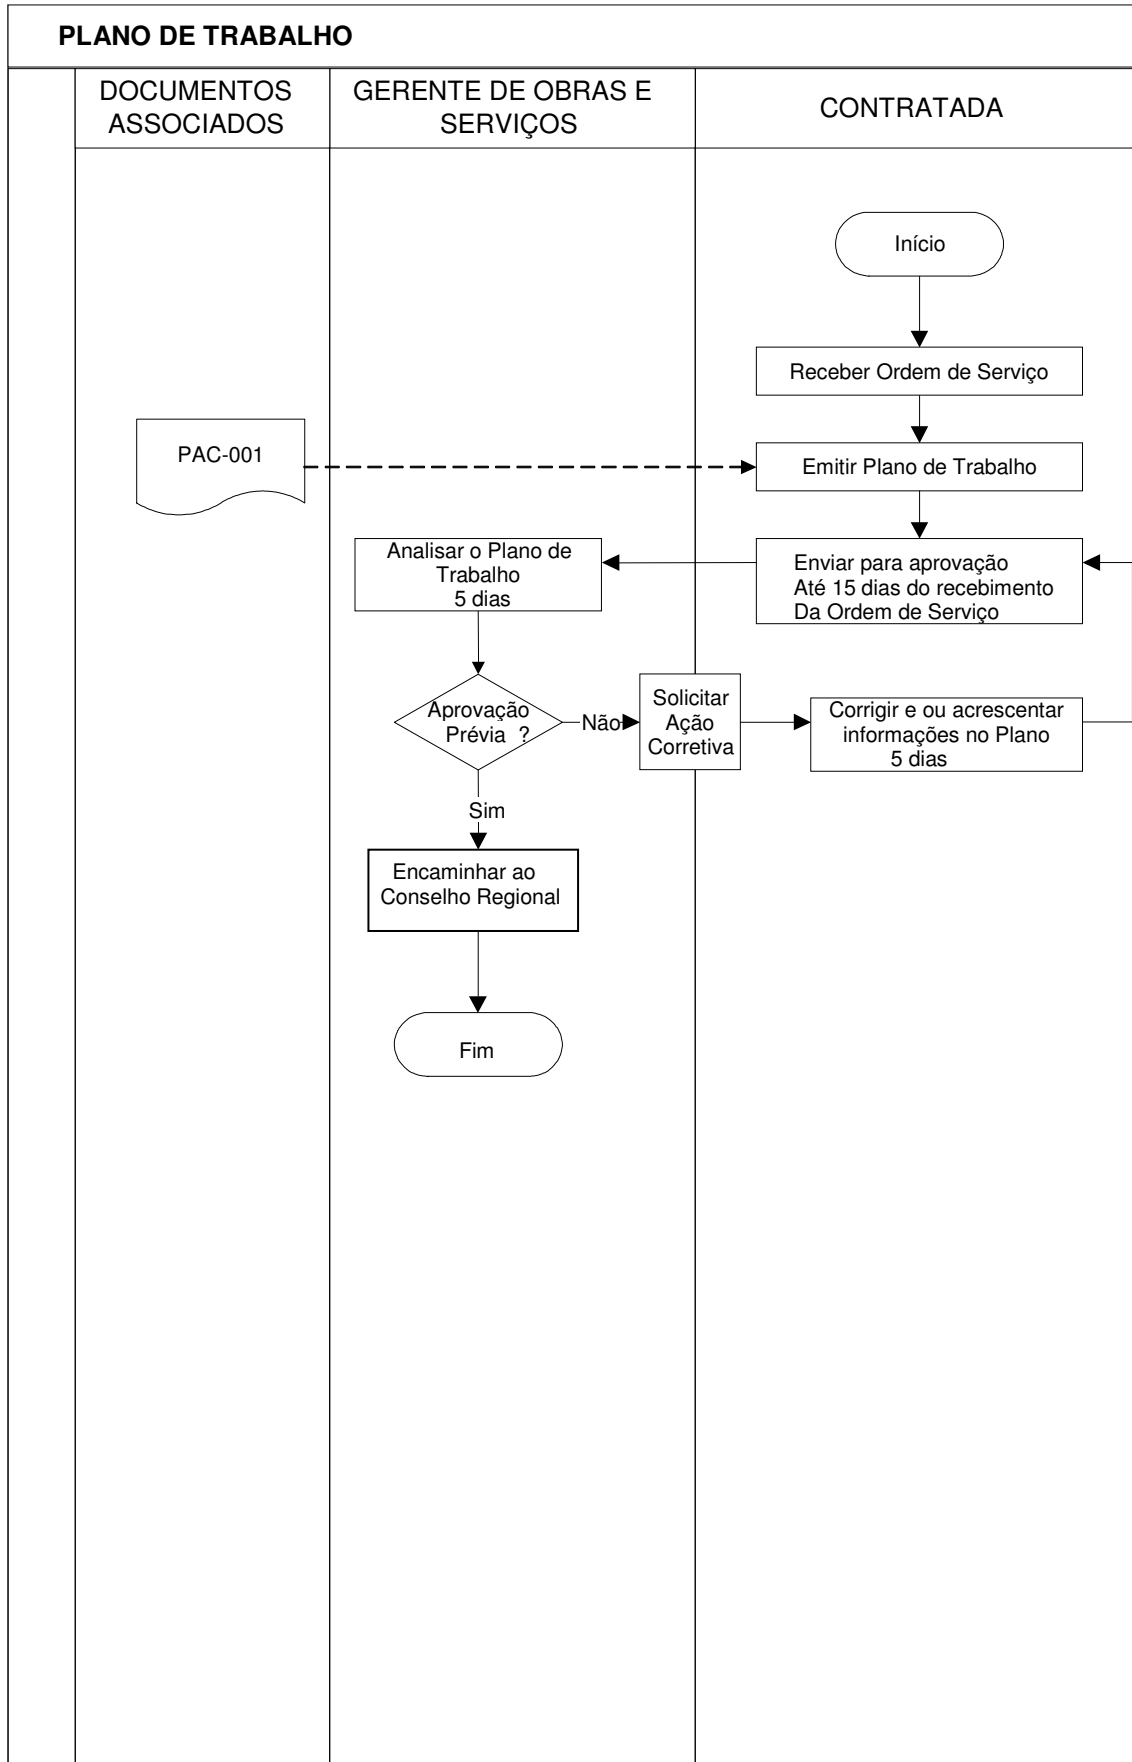 PLANO DE TRABALHO
DOCUMENTOS
ASSOCIADOS
GERENTE DE OBRAS E
SERVIÇOS
CONTRATADA
Início
Receber Ordem de Serviço
PAC-001
Emitir Plano de Trabalho
Analisar o Plano de
Trabalho
5 dias
Enviar para aprovação
Até 15 dias do recebimento
Da Ordem de Serviço
Aprovação
Prévia ?
Não
Solicitar
Ação
Corretiva
Corrigir e ou acrescentar
informações no Plano
5 dias
Sim
Encaminhar ao
Conselho Regional
Fim